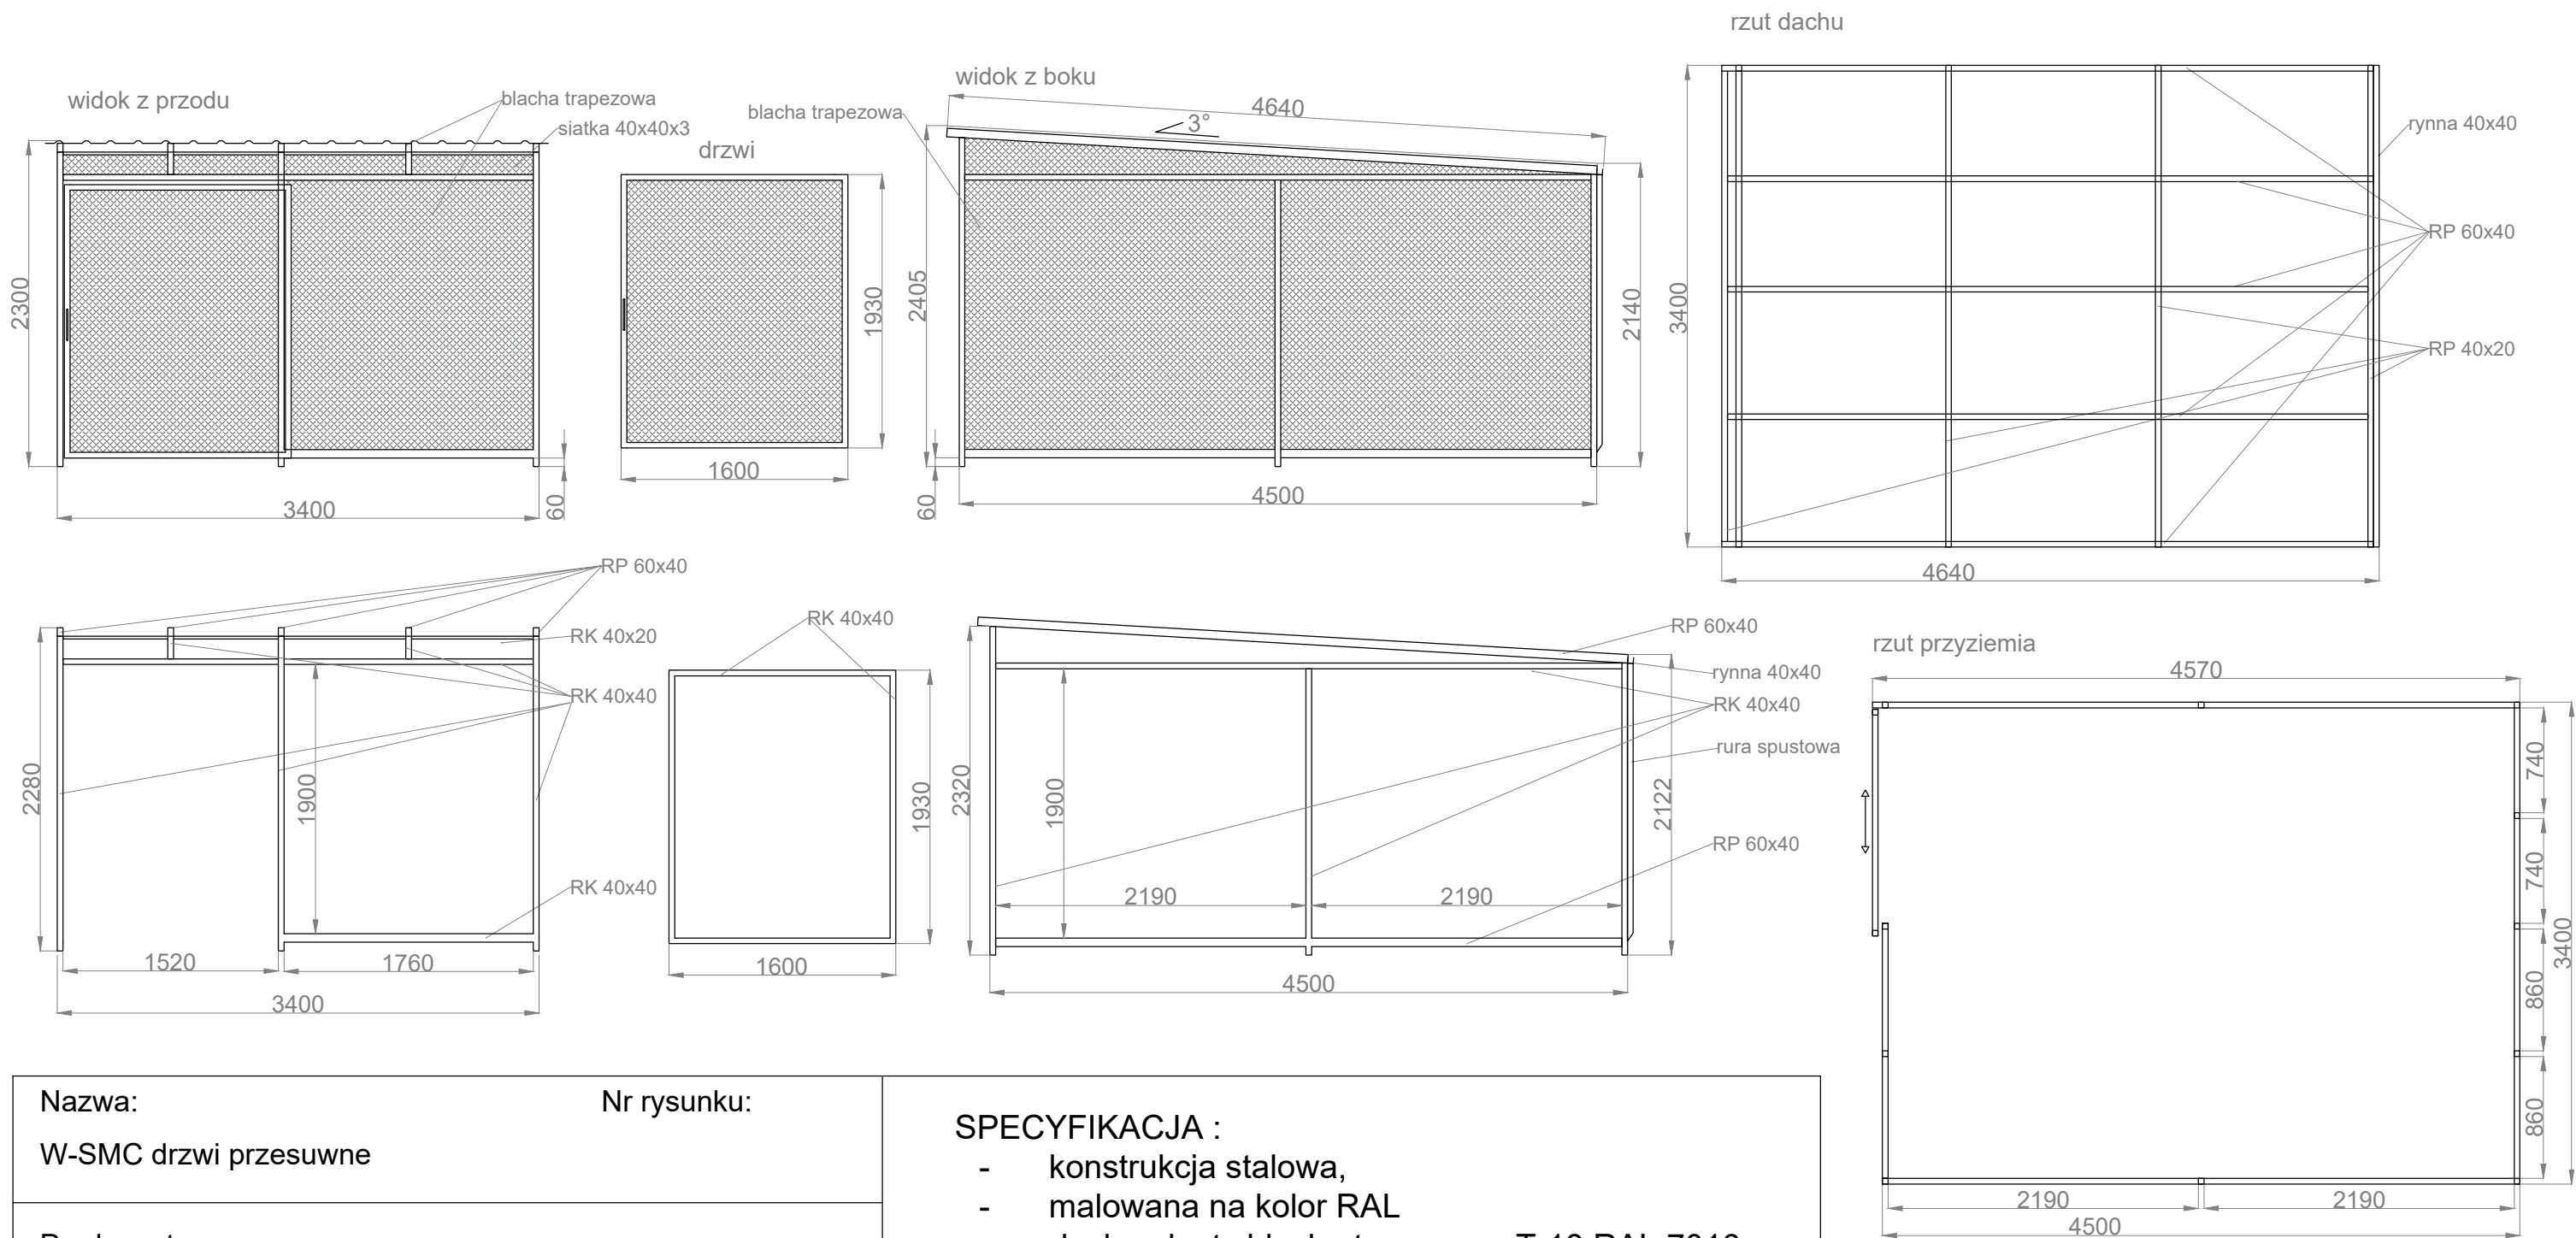 rzut dachu
widok z przodu
blacha trapezowa
siatka 40x40x3
drzwi
widok z boku
blacha trapezowa
4640
3°
rynna 40x40
RP 60x40
RP 40x20
2300
3400
60
1930
1600
2405
2140
60
4500
3400
4640
RP 60x40
RK 40x20
RK 40x40
RK 40x40
2280
1900
1520
1760
3400
RK 40x40
1930
1600
RP 60x40
rynna 40x40
RK 40x40
rura spustowa
RP 60x40
2320
1900
2190
2190
2122
4500
rzut przyziemia
4570
740
740
860
860
3400
2190
2190
4500
Nazwa:
Nr rysunku:
W-SMC drzwi przesuwne
SPECYFIKACJA :
- konstrukcja stalowa,
- malowana na kolor RAL